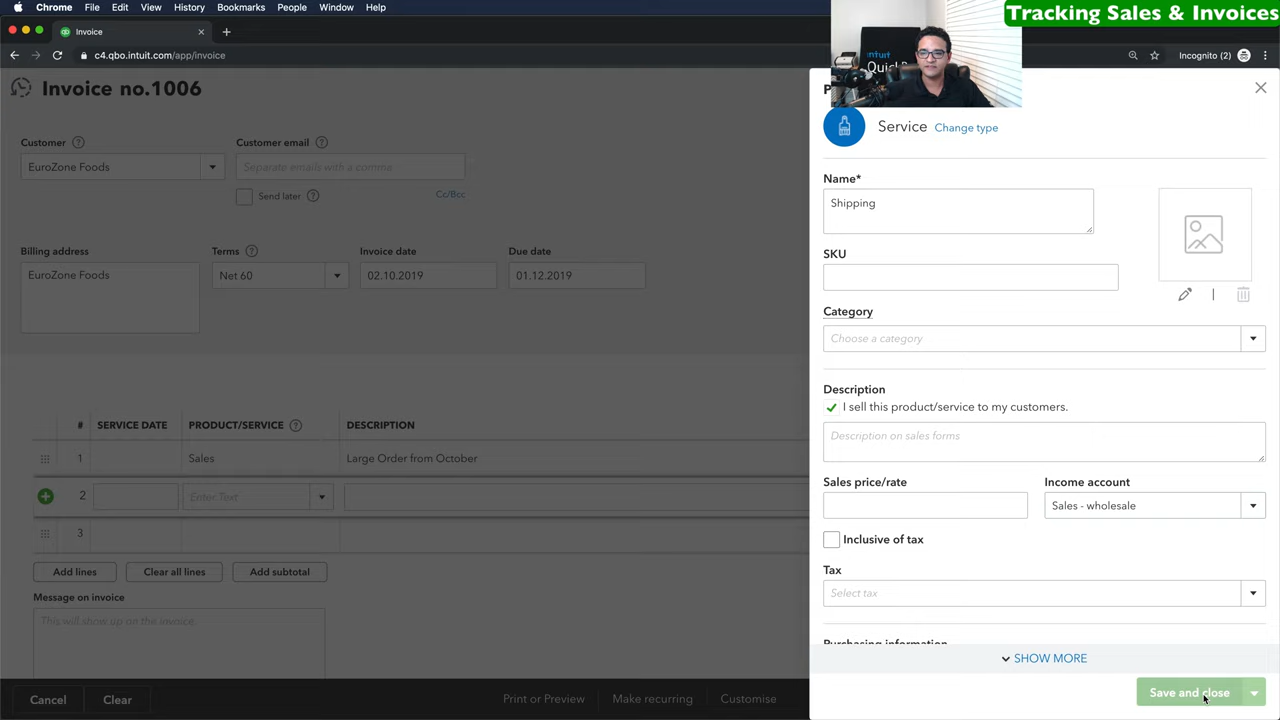 Chrome File Edit View History Bookmarks People Window Help
Tracking Sales & Invoices
Invoice
c4.qbo.intuit.com/app/invoice
Incognito (2)
intuit
Invoice no.1006
Service Change type
Customer
Customer email
EuroZone Foods
Separate emails with a comma
Send later
Cc/Bcc
Billing address
Terms
Invoice date
Due date
EuroZone Foods
Net 60
02.10.2019
01.12.2019
# SERVICE DATE PRODUCT/SERVICE DESCRIPTION
1 Sales Large Order from October
2 Enter Text
3
Add lines Clear all lines Add subtotal
Message on invoice
This will show up on the invoice.
Cancel Clear Print or Preview Make recurring Customise
Name*
Shipping
SKU
Category
Choose a category
Description
I sell this product/service to my customers.
Description on sales forms
Sales price/rate
Income account
Sales - wholesale
Inclusive of tax
Tax
Select tax
Purchasing information
SHOW MORE
Save and close